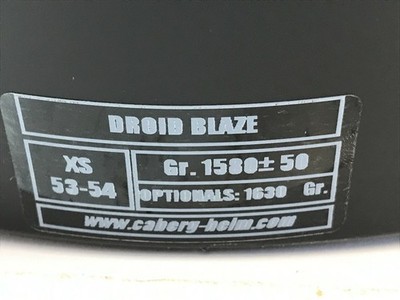 DROID BLAZE
XS
53-54
Gr. 1580± 50
OPTIONALS: 1630 Gr.
www.caberg-helm.com